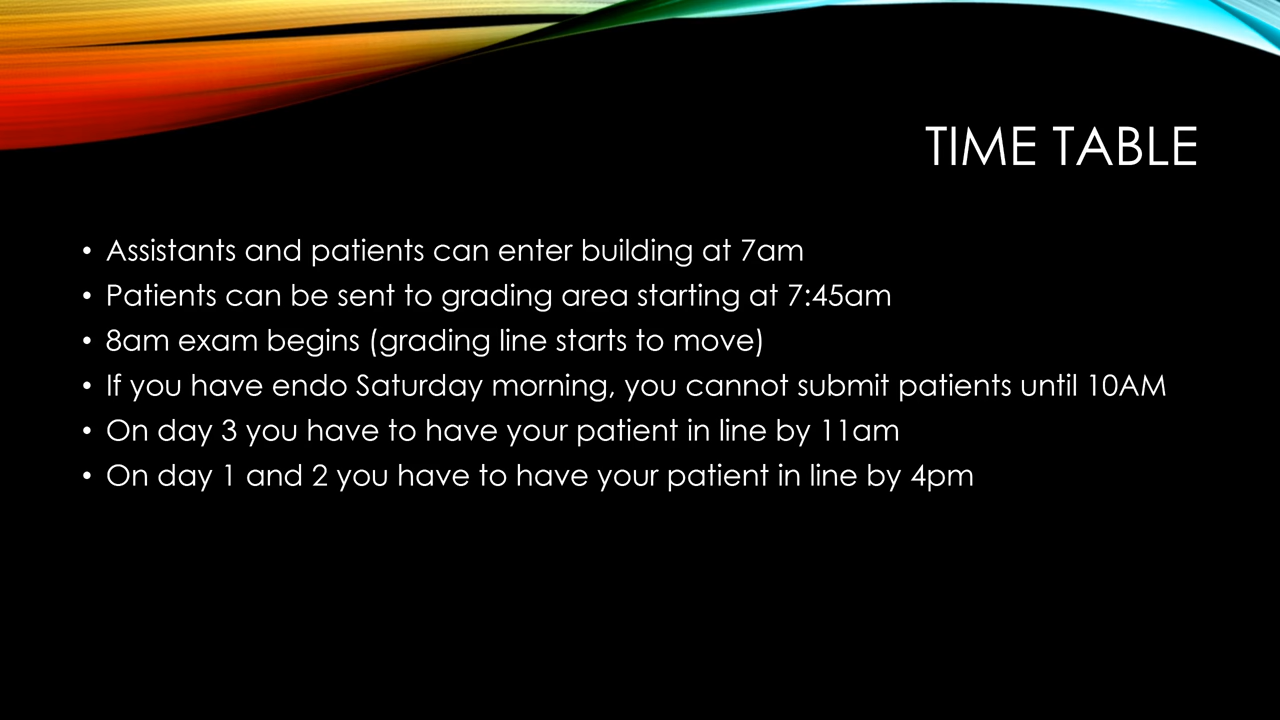 TIME TABLE
• Assistants and patients can enter building at 7am
• Patients can be sent to grading area starting at 7:45am
• 8am exam begins (grading line starts to move)
• If you have endo Saturday morning, you cannot submit patients until 10AM
• On day 3 you have to have your patient in line by 11am
• On day 1 and 2 you have to have your patient in line by 4pm